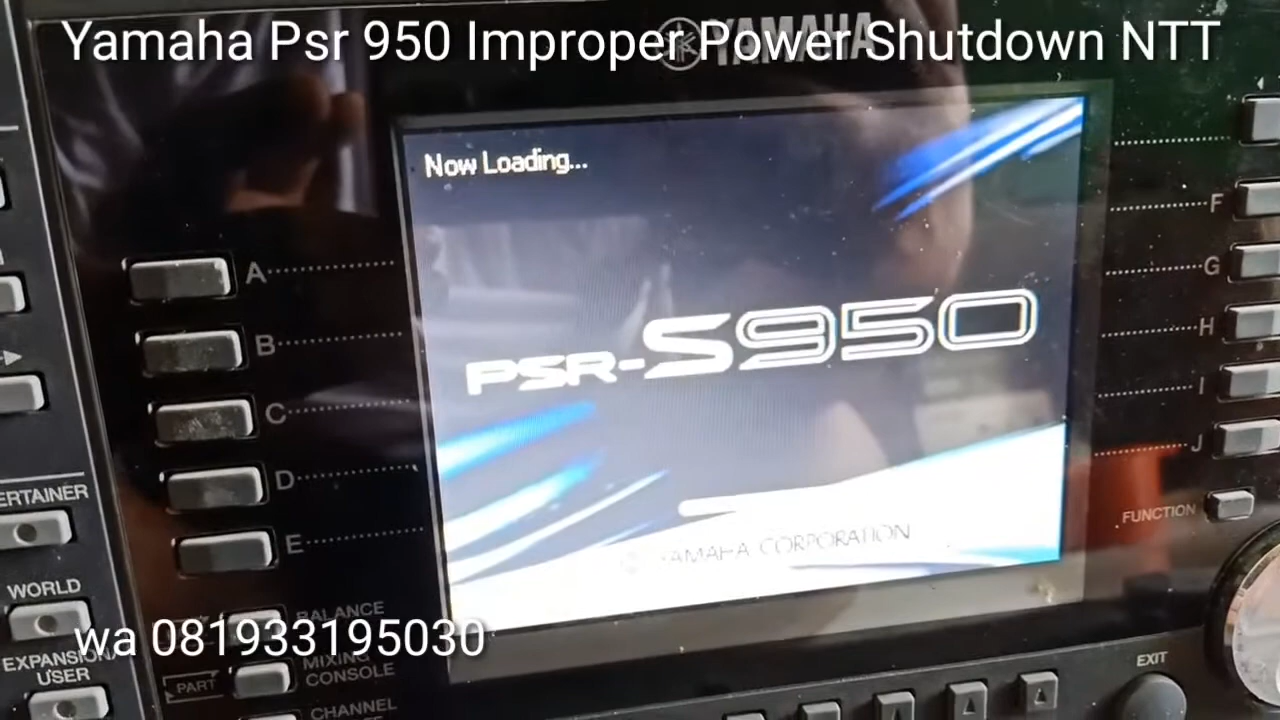 Yamaha Psr 950 Improper Power Shutdown NTT
YAMAHA
Now Loading...
PSR-S950
YAMAHA CORPORATION
A
B
C
D
E
F
G
H
I
J
FUNCTION
ERTAINER
WORLD
EXPANSION/
USER
BALANCE
MIXING
CONSOLE
PART
CHANNEL
EXIT
wa 081933195030